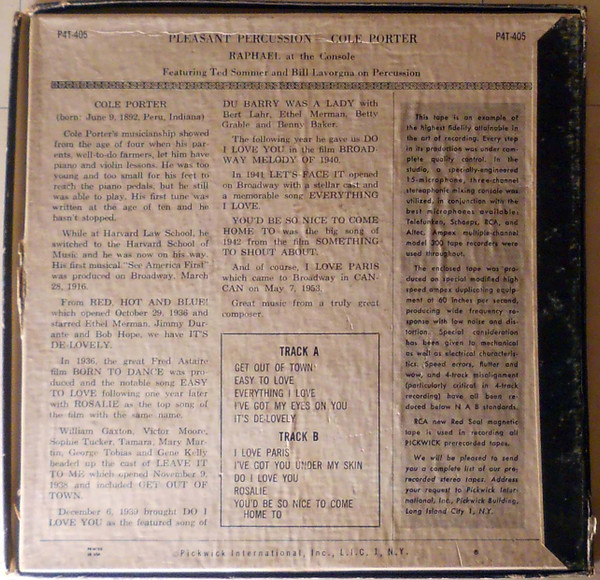 P4T-405
PLEASANT PERCUSSION COLE PORTER
P4T-405
RAPHAEL at the Console
Featuring Ted Sommer and Bill Lavorgna on Percussion
COLE PORTER
(born: June 9, 1892, Peru, Indiana)
Cole Porter's musicianship showed
from the age of four when his par-
ents, well-to-do farmers, let him have
piano and violin lessons. He was too
young and too small for his feet to
reach the piano pedals, but he still
was able to play. His first tune was
written at the age of ten and he
hasn't stopped.
While at Harvard Law School, he
switched to the Harvard School of
Music and he was now on his way.
His first musical "See America First"
was produced on Broadway, March
28, 1916.
From RED, HOT AND BLUE!
which opened October 29, 1936 and
starred Ethel Merman, Jimmy Dur-
ante and Bob Hope, we have IT'S
DE-LOVELY.
In 1936, the great Fred Astaire
film BORN TO DANCE was pro-
duced and the notable song EASY
TO LOVE following one year later
with ROSALIE as the top song of
the film with the same name.
William Gaxton, Victor Moore,
Sophie Tucker, Tamara, Mary Mar-
tin, George Tobias and Gene Kelly
headed up the cast of LEAVE IT
TO ME which opened November 9,
1938 and included GET OUT OF
TOWN.
December 6, 1939 brought DO I
LOVE YOU as the featured song of
DU BARRY WAS A LADY with
Bert Lahr, Ethel Merman, Betty
Grable and Benny Baker.
The following year he gave us DO
I LOVE YOU in the film BROAD-
WAY MELODY OF 1940.
In 1941 LET'S FACE IT opened
on Broadway with a stellar cast and
a memorable song EVERYTHING
I LOVE.
YOU'D BE SO NICE TO COME
HOME TO was the big song of
1942 from the film SOMETHING
TO SHOUT ABOUT.
And of course, I LOVE PARIS
which came to Broadway in CAN-
CAN on May 7, 1953.
Great music from a truly great
composer.
TRACK A
GET OUT OF TOWN
EASY TO LOVE
EVERYTHING I LOVE
I'VE GOT MY EYES ON YOU
IT'S DE-LOVELY
TRACK B
I LOVE PARIS
I'VE GOT YOU UNDER MY SKIN
DO I LOVE YOU
ROSALIE
YOU'D BE SO NICE TO COME
HOME TO
This tape is an example of
the highest fidelity attainable in
the art of recording. Every step
in its production was under com-
plete quality control. In the
studio, a specially-engineered
15-microphone, three-channel
stereophonic mixing console was
utilized, in conjunction with the
best microphones available:
Telefunken, Schoeps, RCA, and
Altec. Ampex multiple-channel
model 300 tape recorders were
used throughout.
The enclosed tape was pro-
duced on special modified high
speed ampex duplicating equip-
ment at 60 inches per second,
producing wide frequency re-
sponse with low noise and dis-
tortion. Special consideration
has been given to mechanical
as well as electrical characteris-
tics. Speed errors, flutter and
wow, and 4-track misalignment
(particularly critical in 4-track
recording) have all been re-
duced below N A B standards.
RCA new Red Seal magnetic
tape is used in recording all
PICKWICK prerecorded tapes.
We will be pleased to send
you a complete list of our pre-
recorded stereo tapes. Address
your request to Pickwick Inter-
national, Inc., Pickwick Building,
Long Island City 1, N.Y.
Pickwick International, Inc., L.I.C. 1, N.Y.